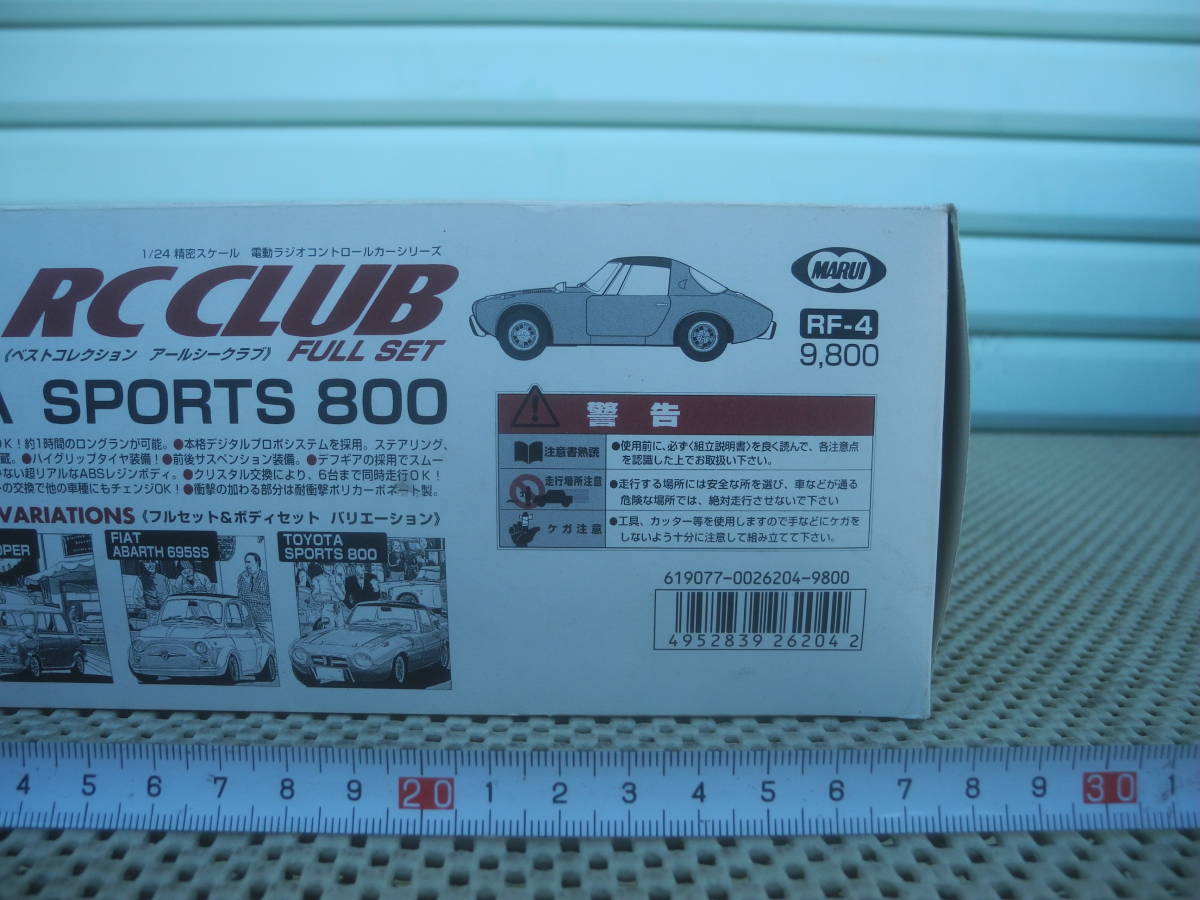 1/24 精密スケール 電動ラジオコントロールカーシリーズ
RC CLUB
《ベストコレクション アールシークラブ》 FULL SET
SPORTS 800
OK！約1時間のロングランが可能。●本格デジタルプロポシステムを採用。ステアリング、
蔵。●ハイグリップタイヤ装備！●前後サスペンション装備。●デフギアの採用でスムー
ない超リアルなABSレジンボディ。●クリスタル交換により、6台まで同時走行OK！
の交換で他の車種にもチェンジOK！●衝撃の加わる部分は耐衝撃ポリカーボネート製。
VARIATIONS《フルセット&ボディセット バリエーション》
OPER
FIAT
ABARTH 695SS
TOYOTA
SPORTS 800
MARUI
RF-4
9,800
警告
注意書熟読
●使用前に、必ず〈組立説明書〉を良く読んで、各注意点
を認識した上でお取扱い下さい。
走行場所注意
●走行する場所には安全な所を選び、車などが通る
危険な場所では、絶対走行させないで下さい
ケガ注意
●工具、カッター等を使用しますので手などにケガを
しないよう十分に注意して組み立てて下さい。
619077-0026204-9800
4952839 262042
4 5 6 7 8 9 20 1 2 3 4 5 6 7 8 9 30 1